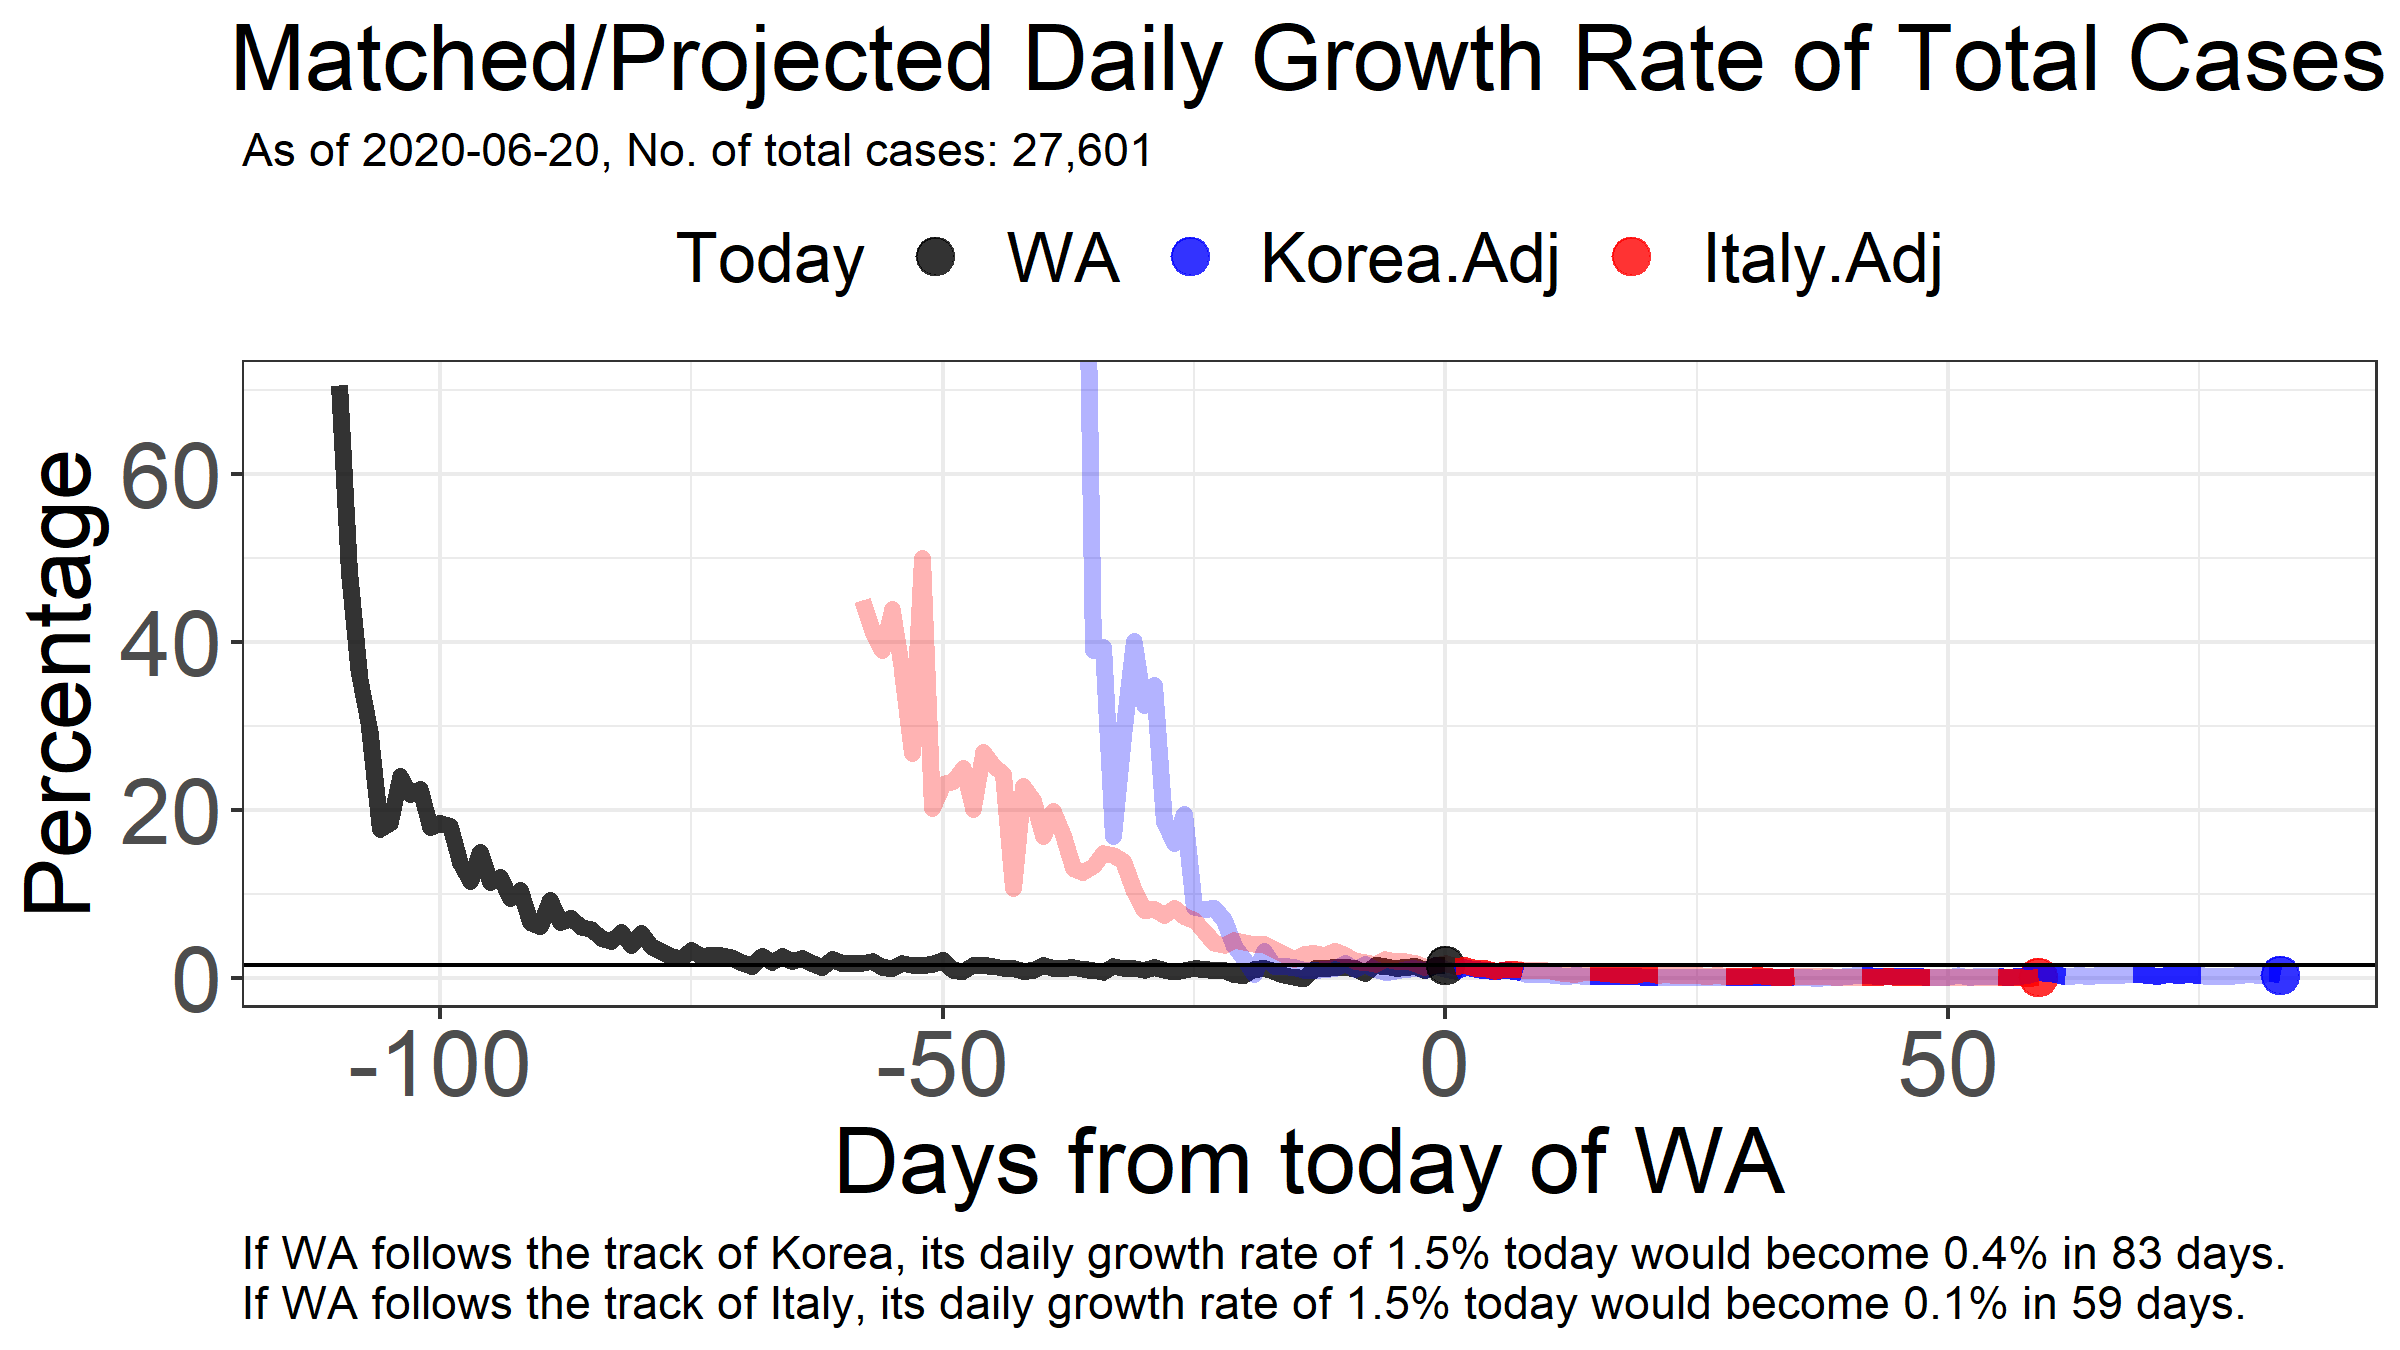 Matched/Projected Daily Growth Rate of Total Cases
As of 2020-06-20, No. of total cases: 27,601
Today WA Korea.Adj Italy.Adj
Percentage
60
40
20
0
-100 -50 0 50
Days from today of WA
If WA follows the track of Korea, its daily growth rate of 1.5% today would become 0.4% in 83 days.
If WA follows the track of Italy, its daily growth rate of 1.5% today would become 0.1% in 59 days.